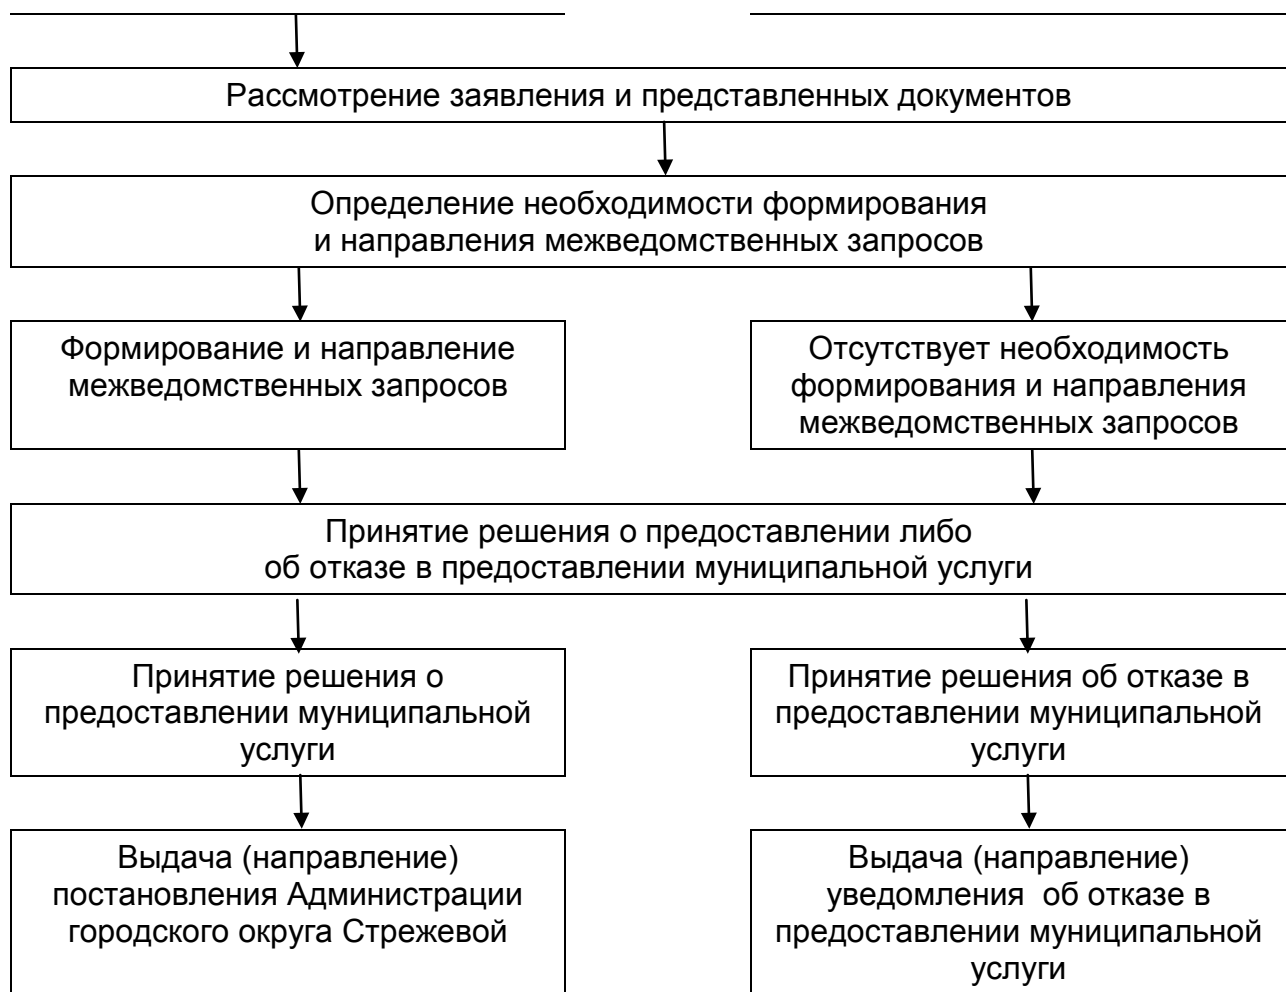 Рассмотрение заявления и представленных документов
Определение необходимости формирования
и направления межведомственных запросов
Формирование и направление
межведомственных запросов
Отсутствует необходимость
формирования и направления
межведомственных запросов
Принятие решения о предоставлении либо
об отказе в предоставлении муниципальной услуги
Принятие решения о
предоставлении муниципальной
услуги
Принятие решения об отказе в
предоставлении муниципальной
услуги
Выдача (направление)
постановления Администрации
городского округа Стрежевой
Выдача (направление)
уведомления  об отказе в
предоставлении муниципальной
услуги